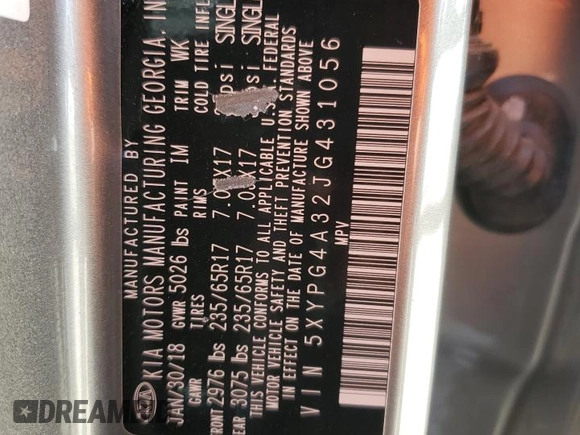 MANUFACTURED BY
KIA MOTORS MANUFACTURING GEORGIA, IN
JAN/30/18 GVWR 5026 lbs PAINT IM TRIM WK
GAWR TIRES RIMS COLD TIRE INFL
FRONT 2976 lbs 235/65R17 psi SINGL
REAR 3075 lbs 235/65R17 SINGL
THIS VEHICLE CONFORMS TO ALL APPLICABLE U.S. FEDERAL
MOTOR VEHICLE SAFETY AND THEFT PREVENTION STANDARDS
IN EFFECT ON THE DATE OF MANUFACTURE SHOWN ABOVE
VIN 5XYPG4A32JG431056
MPV
KIA